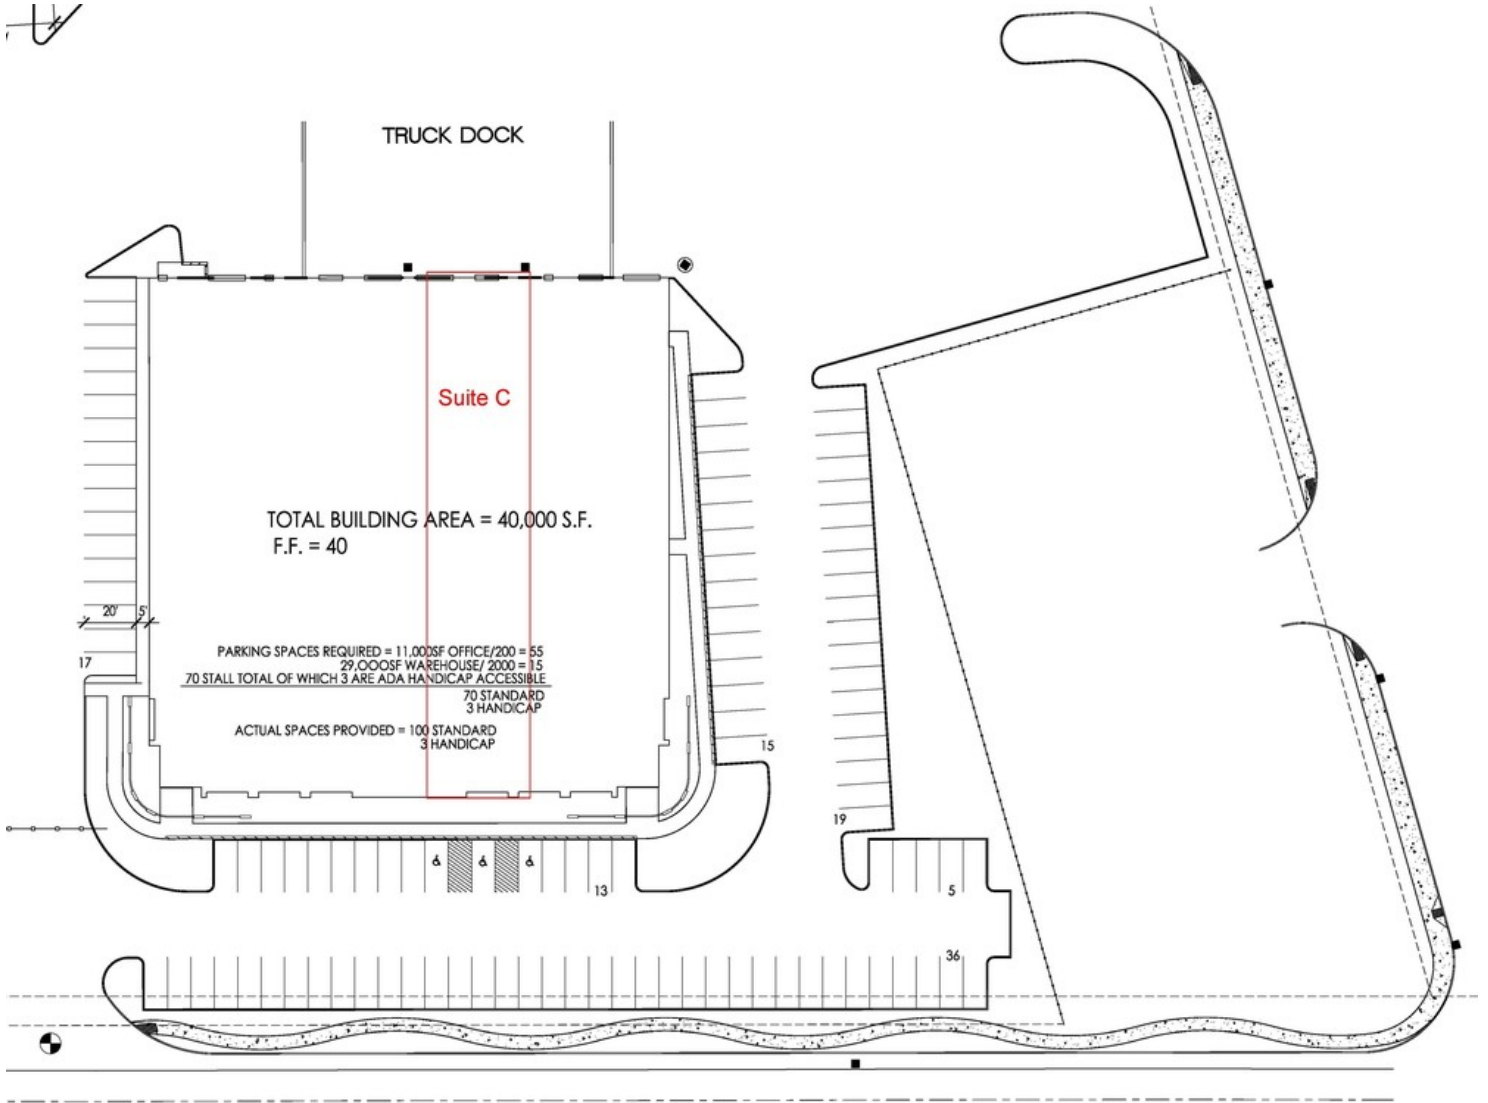 TRUCK DOCK
Suite C
TOTAL BUILDING AREA = 40,000 S.F.
F.F. = 40
20' 5'
PARKING SPACES REQUIRED = 11,000SF OFFICE/200 = 55
29,OOOSF WAREHOUSE/ 2000 = 15
70 STALL TOTAL OF WHICH 3 ARE ADA HANDICAP ACCESSIBLE
70 STANDARD
3 HANDICAP
17
ACTUAL SPACES PROVIDED = 100 STANDARD
3 HANDICAP
15
19
13
5
36